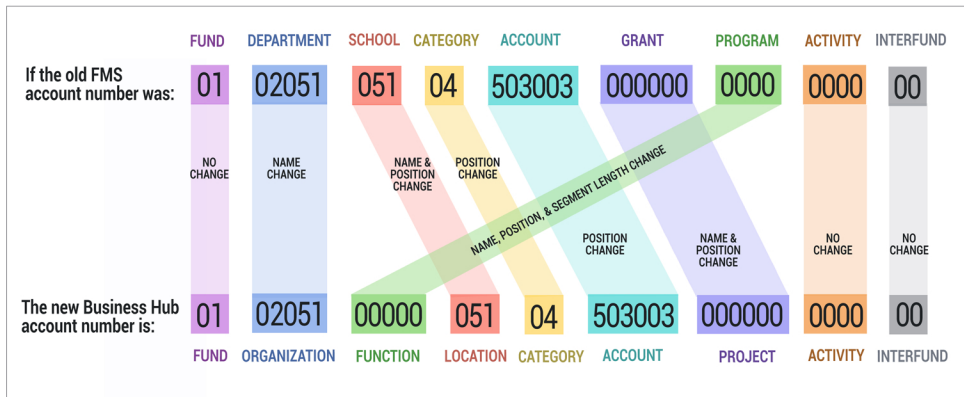 FUND DEPARTMENT SCHOOL CATEGORY ACCOUNT GRANT PROGRAM ACTIVITY INTERFUND
If the old FMS
account number was:
01 02051 051 04 503003 000000 0000 0000 00
NO
CHANGE
NAME
CHANGE
NAME &
POSITION
CHANGE
POSITION
CHANGE
NAME, POSITION, & SEGMENT LENGTH CHANGE
POSITION
CHANGE
NAME &
POSITION
CHANGE
NO
CHANGE
NO
CHANGE
The new Business Hub
account number is:
01 02051 00000 051 04 503003 000000 0000 00
FUND ORGANIZATION FUNCTION LOCATION CATEGORY ACCOUNT PROJECT ACTIVITY INTERFUND